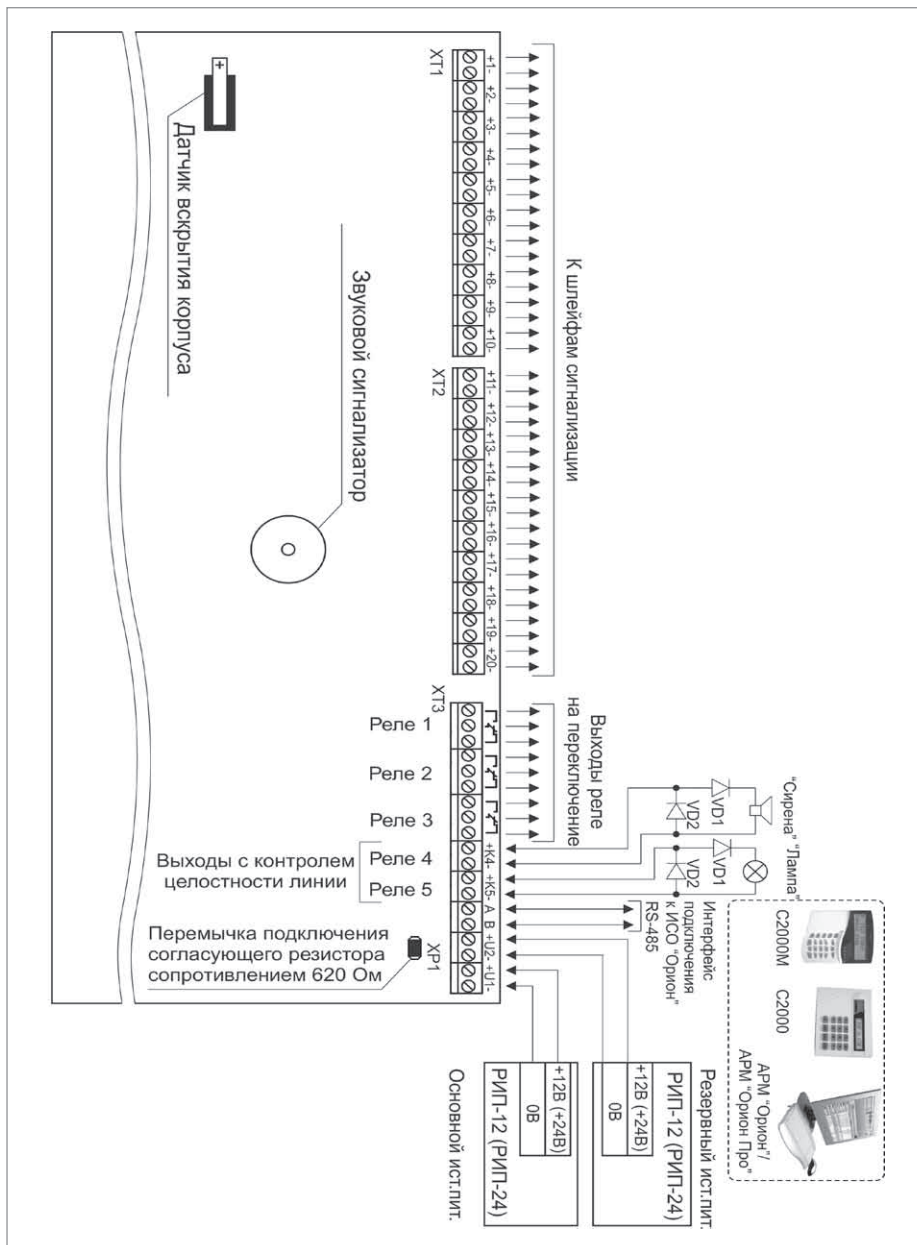 К шлейфам сигнализации
+1-
+2-
+3-
+4-
+5-
+6-
+7-
+8-
+9-
+10-
XT1
+11-
+12-
+13-
+14-
+15-
+16-
+17-
+18-
+19-
+20-
XT2
Датчик вскрытия корпуса
Звуковой сигнализатор
Выходы реле
на переключение
XT3
Реле 1
Реле 2
Реле 3
Реле 4
Реле 5
Выходы с контролем
целостности линии
+K4-
+K5-
A
B
+U2-
+U1-
XP1
Перемычка подключения
согласующего резистора
сопротивлением 620 Ом
"Сирена"
"Лампа"
VD1
VD2
VD1
VD2
Интерфейс
подключения
к ИСО "Орион"
RS-485
C2000M
C2000
АРМ "Орион"/
АРМ "Орион Про"
Резервный ист.пит.
РИП-12 (РИП-24)
+12В (+24В)
0В
Основной ист.пит.
РИП-12 (РИП-24)
+12В (+24В)
0В
+